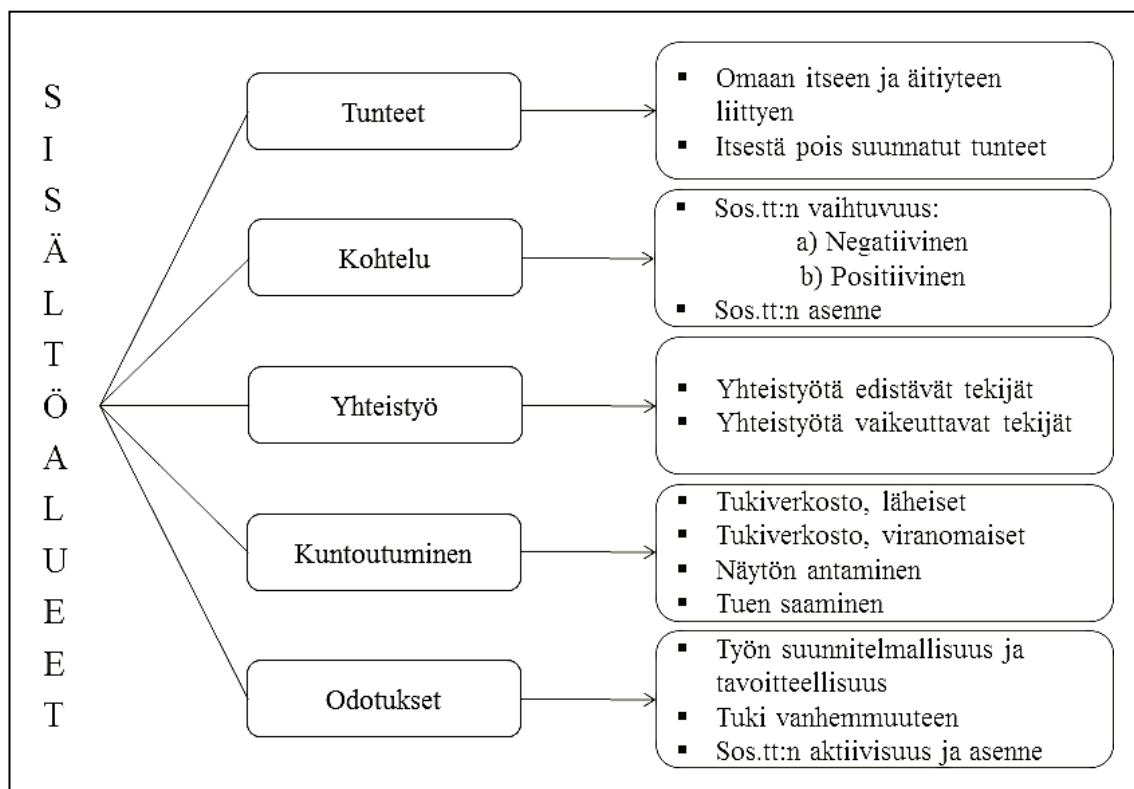 SISÄLTÖALUEET
Tunteet
▪ Omaan itseen ja äitiyteen
liittyen
▪ Itsestä pois suunnatut tunteet
Kohtelu
▪ Sos.tt:n vaihtuvuus:
a) Negatiivinen
b) Positiivinen
▪ Sos.tt:n asenne
Yhteistyö
▪ Yhteistyötä edistävät tekijät
▪ Yhteistyötä vaikeuttavat tekijät
Kuntoutuminen
▪ Tukiverkosto, läheiset
▪ Tukiverkosto, viranomaiset
▪ Näytön antaminen
▪ Tuen saaminen
Odotukset
▪ Työn suunnitelmallisuus ja
tavoitteellisuus
▪ Tuki vanhemmuuteen
▪ Sos.tt:n aktiivisuus ja asenne